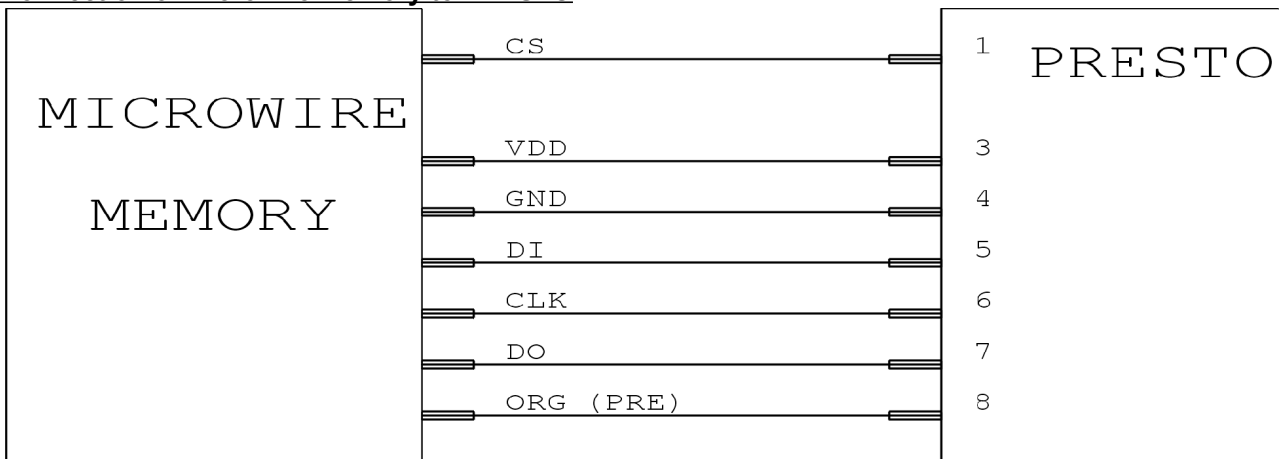 CS 1 PRESTO
MICROWIRE
VDD 3
MEMORY
GND 4
DI 5
CLK 6
DO 7
ORG (PRE) 8